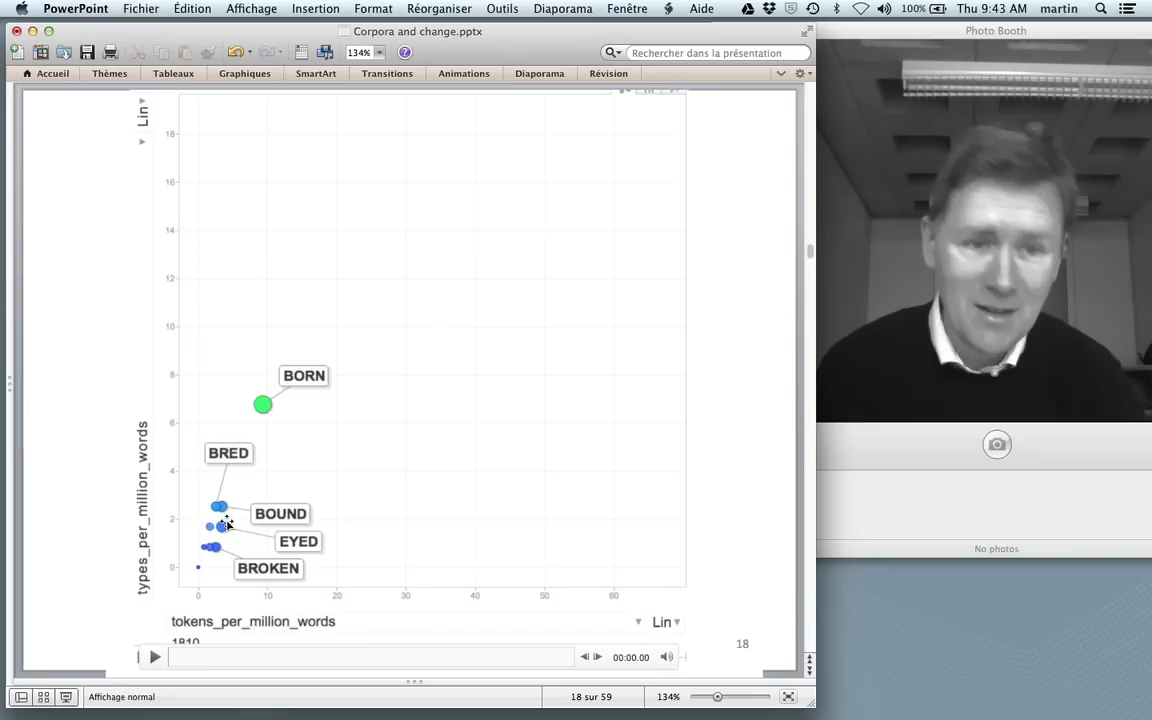 PowerPoint Fichier Édition Affichage Insertion Format Réorganiser Outils Diaporama Fenêtre Aide 100% Thu 9:43 AM martin
Corpora and change.pptx
Photo Booth
134% Rechercher dans la présentation
Accueil Thèmes Tableaux Graphiques SmartArt Transitions Animations Diaporama Révision
Lin
18
16
14
12
10
8
6
4
2
0
types_per_million_words
BORN
BRED
BOUND
EYED
BROKEN
0 10 20 30 40 50 60
tokens_per_million_words Lin
1810
00:00.00
18
No photos
Affichage normal 18 sur 59 134%